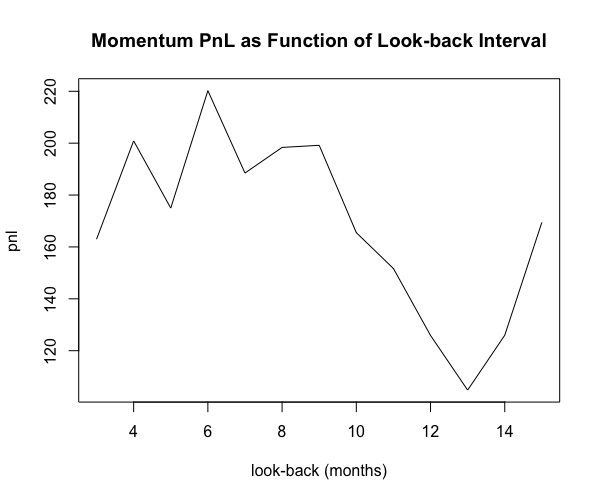 Momentum PnL as Function of Look-back Interval
220
200
180
160
140
120
pnl
4 6 8 10 12 14
look-back (months)